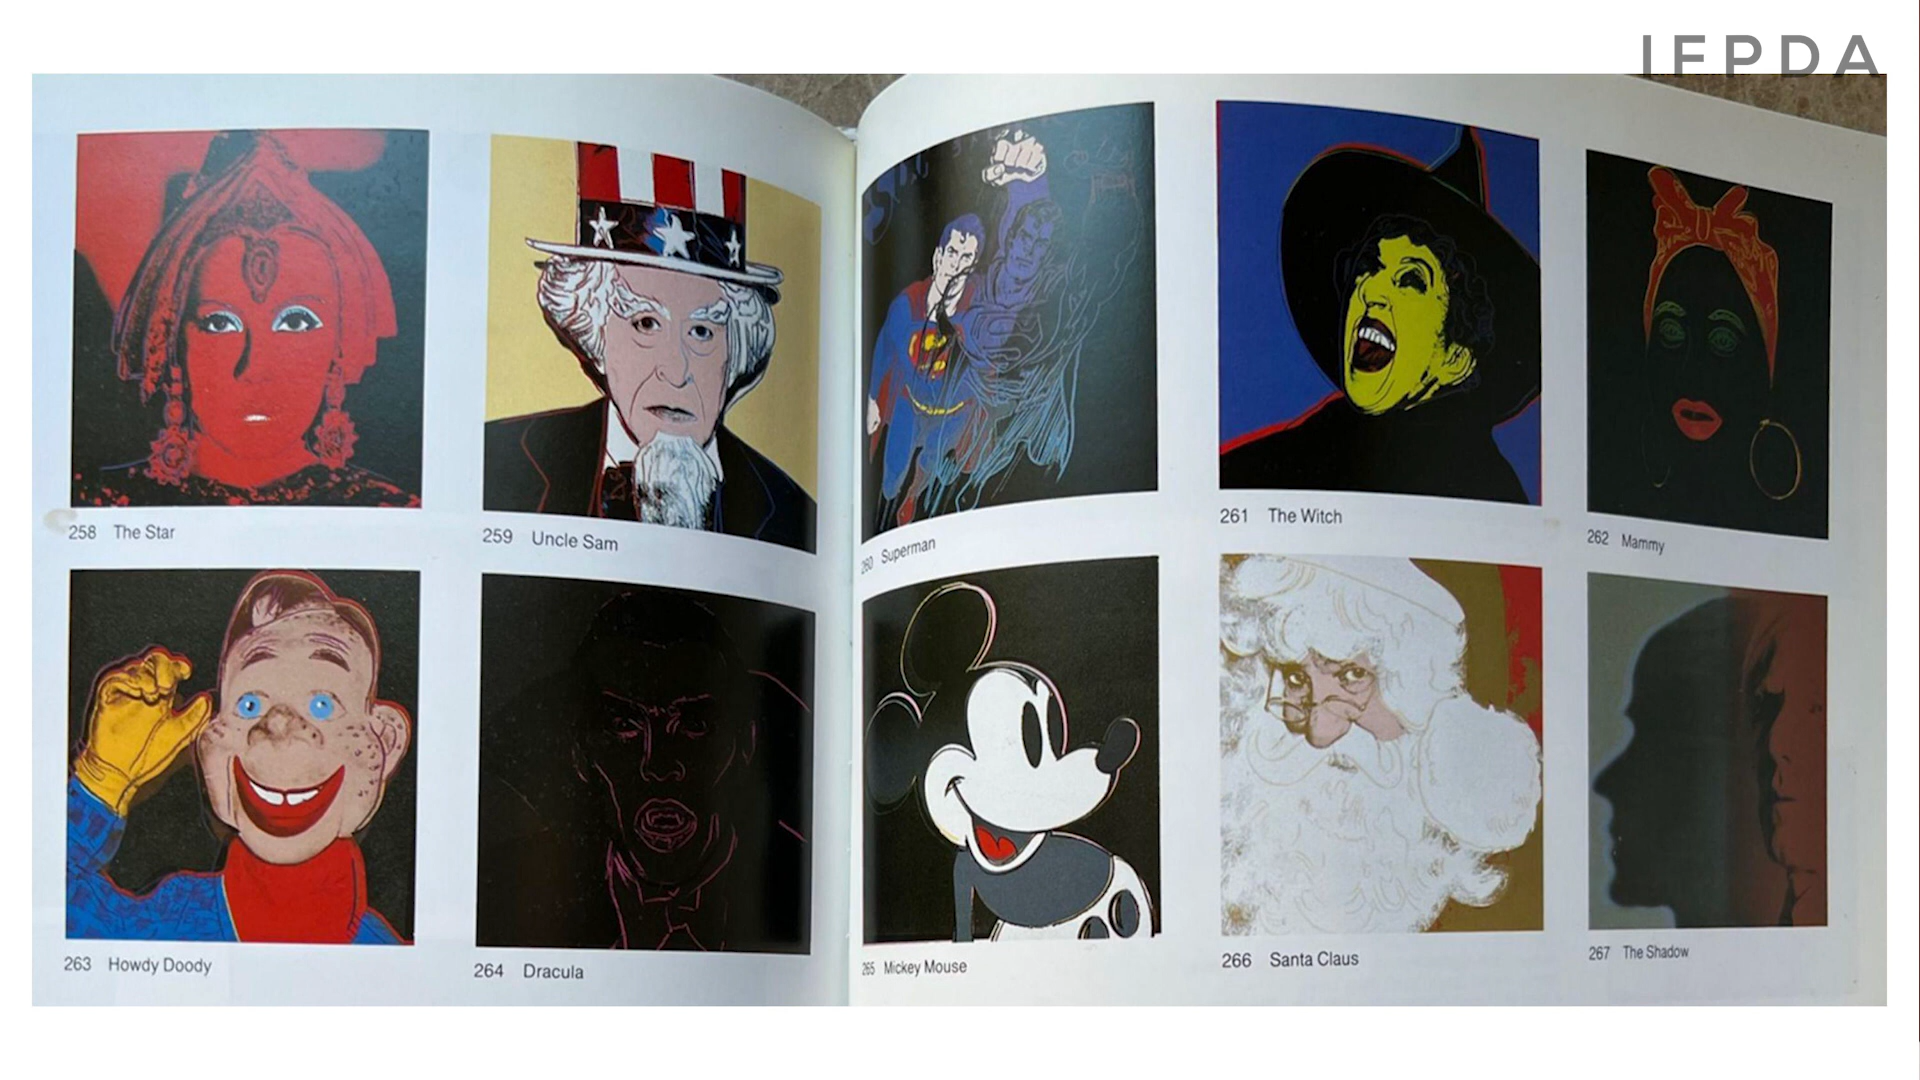 IFPDA
258 The Star
259 Uncle Sam
260 Superman
261 The Witch
262 Mammy
263 Howdy Doody
264 Dracula
265 Mickey Mouse
266 Santa Claus
267 The Shadow